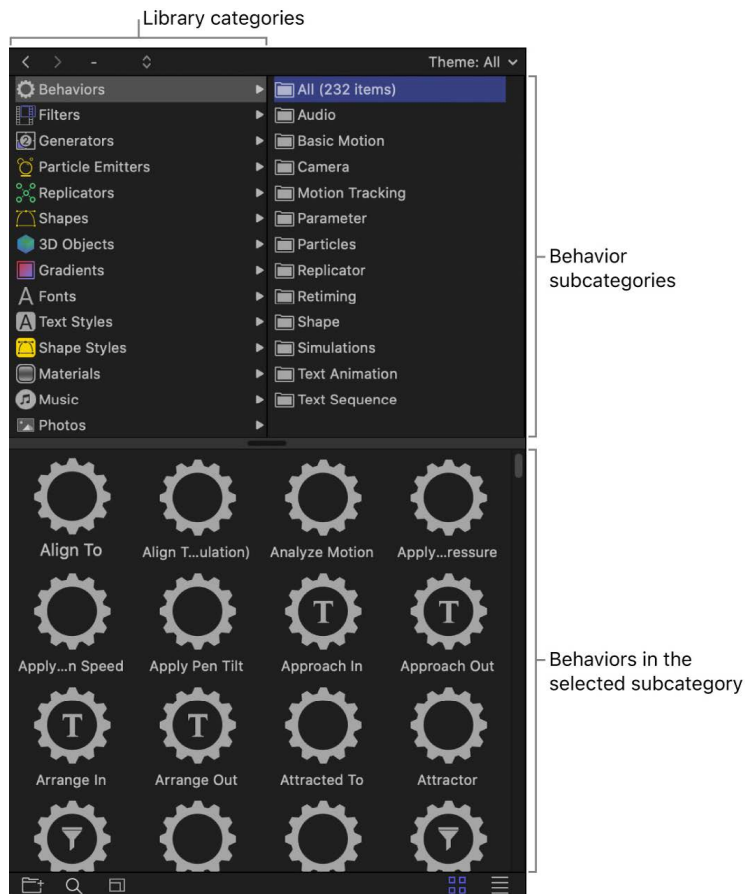 Library categories
Theme: All
Behaviors
Filters
Generators
Particle Emitters
Replicators
Shapes
3D Objects
Gradients
Fonts
Text Styles
Shape Styles
Materials
Music
Photos
All (232 items)
Audio
Basic Motion
Camera
Motion Tracking
Parameter
Particles
Replicator
Retiming
Shape
Simulations
Text Animation
Text Sequence
Behavior
subcategories
Align To
Align T...ulation)
Analyze Motion
Apply...ressure
Apply...n Speed
Apply Pen Tilt
T
Approach In
T
Approach Out
T
Arrange In
T
Arrange Out
Attracted To
Attractor
Behaviors in the
selected subcategory